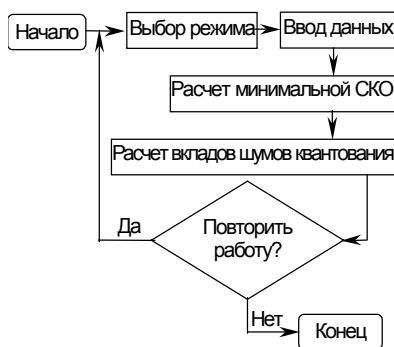 Начало
Выбор режима
Ввод данных
Расчет минимальной СКО
Расчет вкладов шумов квантования
Да
Повторить
работу?
Нет
Конец